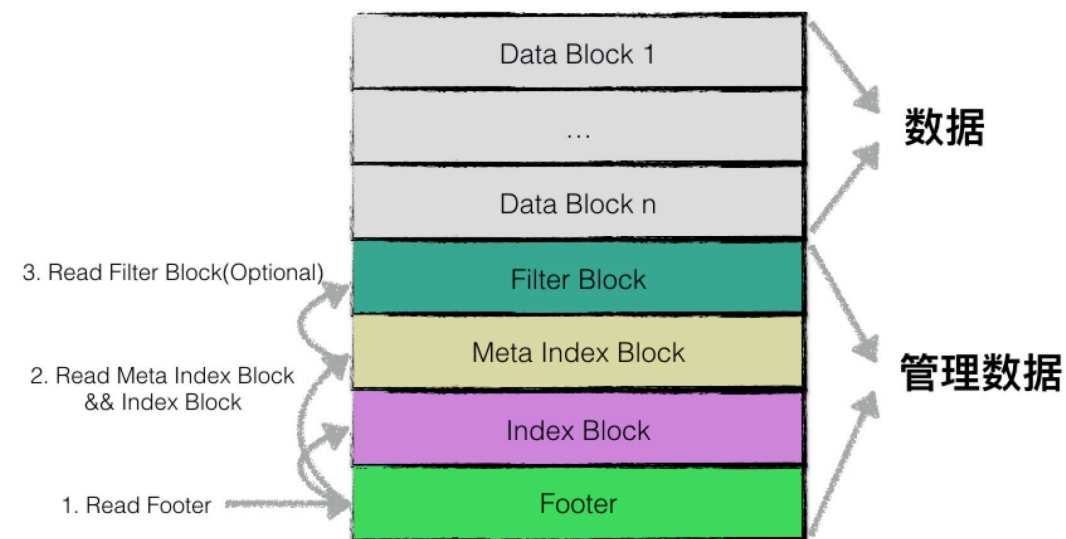 Data Block 1
...
数据
Data Block n
3. Read Filter Block(Optional)
Filter Block
Meta Index Block
管理数据
2. Read Meta Index Block
&& Index Block
Index Block
1. Read Footer
Footer